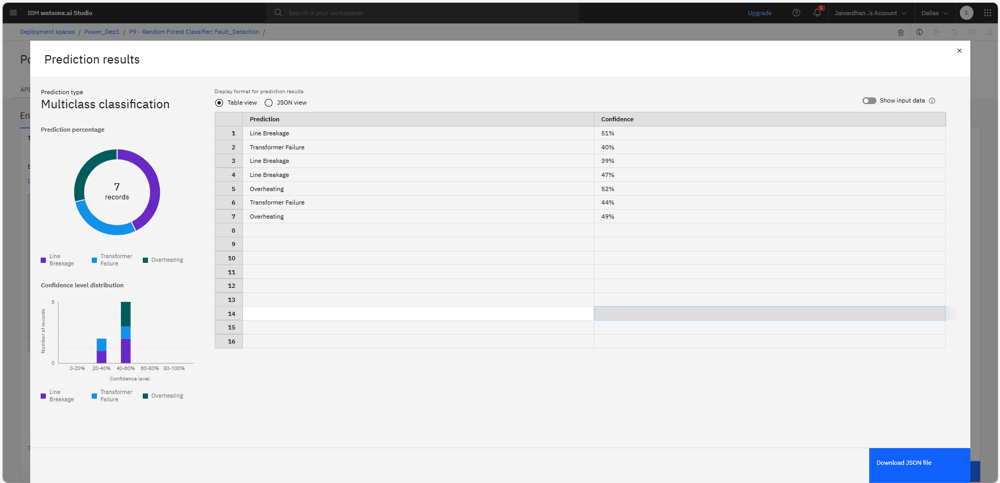 IBM watsonx.ai Studio
Search in your workspaces
Upgrade
1
Jaivardhan .'s Account
Dallas
J.
Deployment spaces / Power_Dep1 / P9 - Random Forest Classifier: Fault_Detection /
Prediction results
API
Prediction type
Multiclass classification
Prediction percentage
7
records
Line Breakage
Transformer Failure
Overheating
Confidence level distribution
Number of records
5
0
0-20% 20-40% 40-60% 60-80% 80-100%
Confidence level
Line Breakage
Transformer Failure
Overheating
Display format for prediction results
Table view JSON view
Show input data
Prediction Confidence
1 Line Breakage 51%
2 Transformer Failure 40%
3 Line Breakage 39%
4 Line Breakage 47%
5 Overheating 52%
6 Transformer Failure 44%
7 Overheating 49%
8
9
10
11
12
13
14
15
16
Download JSON file